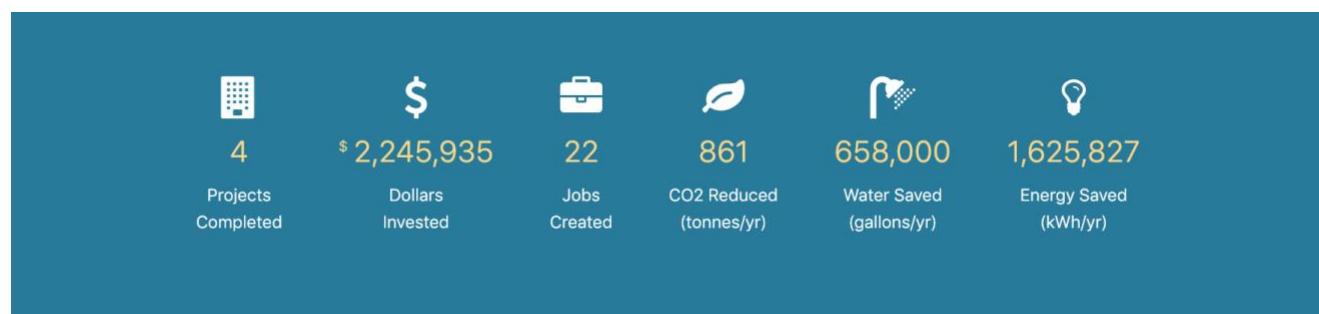 4
$ 2,245,935
22
861
658,000
1,625,827
Projects
Completed
Dollars
Invested
Jobs
Created
CO2 Reduced
(tonnes/yr)
Water Saved
(gallons/yr)
Energy Saved
(kWh/yr)